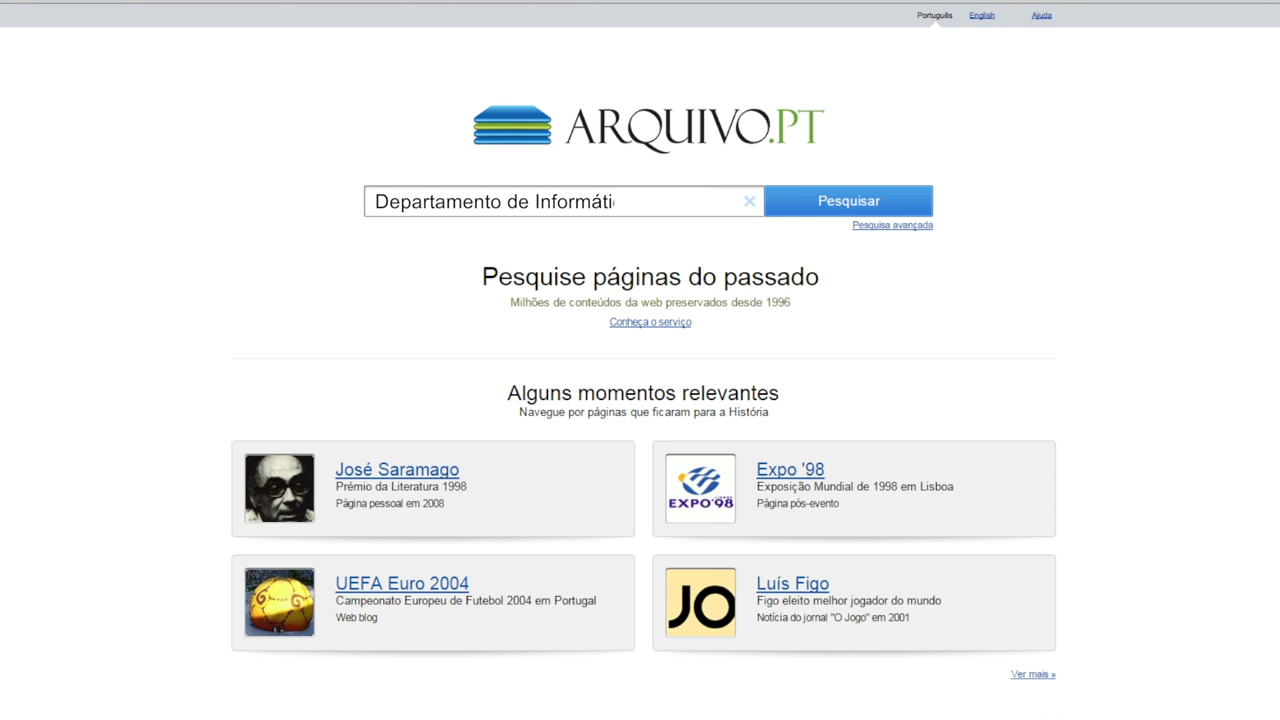 Português English Ajuda
ARQUIVO.PT
Departamento de Informáti
Pesquisar
Pesquisa avançada
Pesquise páginas do passado
Milhões de conteúdos da web preservados desde 1996
Conheça o serviço
Alguns momentos relevantes
Navegue por páginas que ficaram para a História
José Saramago
Prémio da Literatura 1998
Página pessoal em 2008
LISBOA
EXPO'98
Expo '98
Exposição Mundial de 1998 em Lisboa
Página pós-evento
UEFA Euro 2004
Campeonato Europeu de Futebol 2004 em Portugal
Web blog
JO
Luís Figo
Figo eleito melhor jogador do mundo
Notícia do jornal "O Jogo" em 2001
Ver mais »